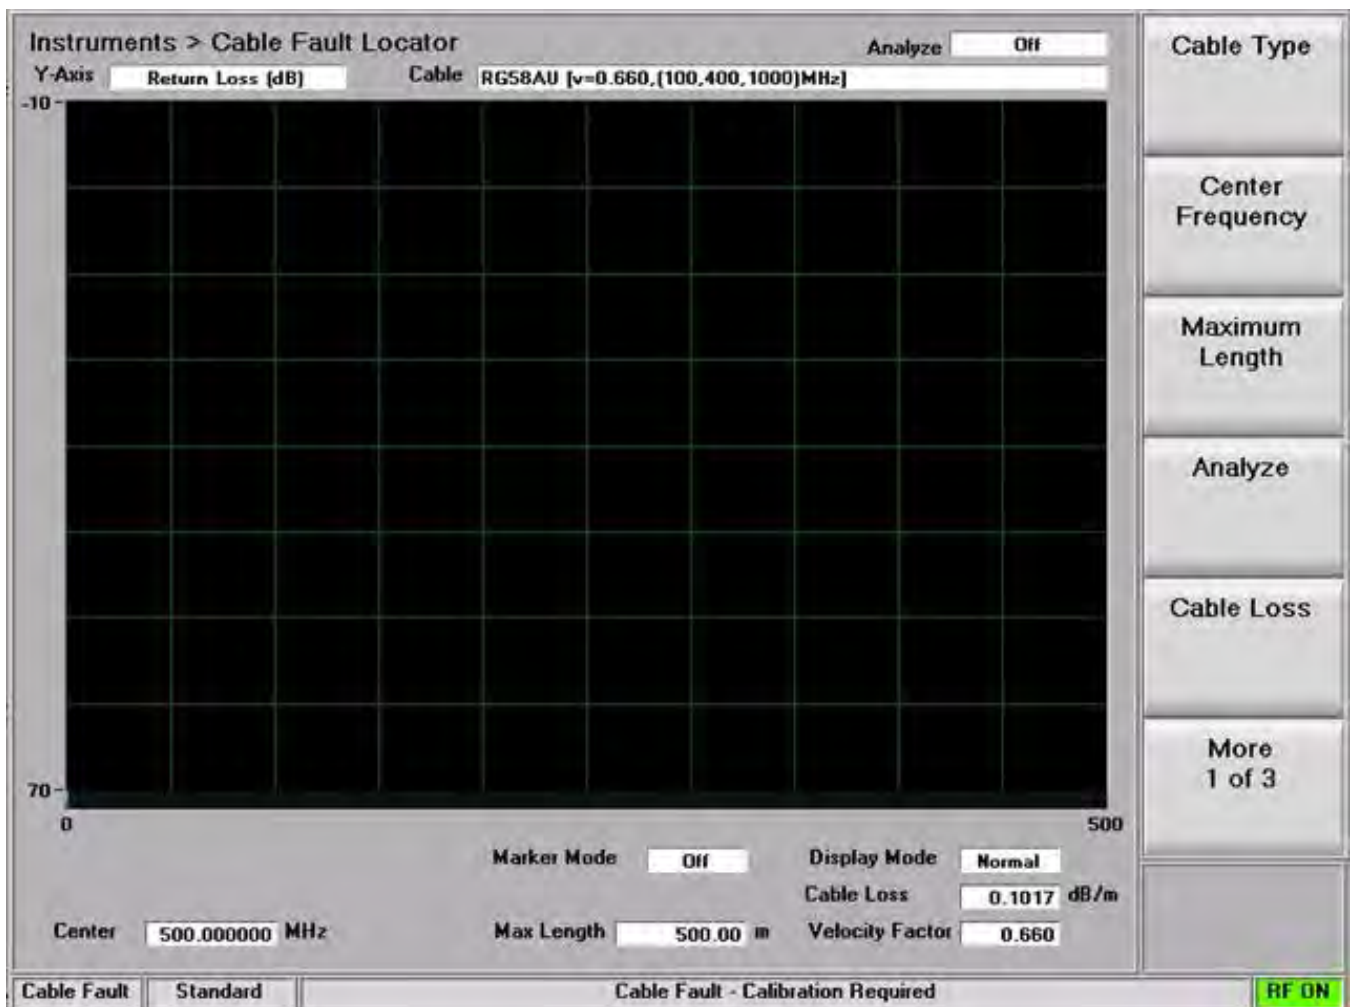 Instruments > Cable Fault Locator
Analyze Off
Y-Axis Return Loss (dB) Cable RG58AU [v=0.660,(100,400,1000)MHz]
-10
70
0 500
Marker Mode Off Display Mode Normal
Cable Loss 0.1017 dB/m
Center 500.000000 MHz Max Length 500.00 m Velocity Factor 0.660
Cable Fault Standard Cable Fault - Calibration Required RF ON
Cable Type
Center
Frequency
Maximum
Length
Analyze
Cable Loss
More
1 of 3